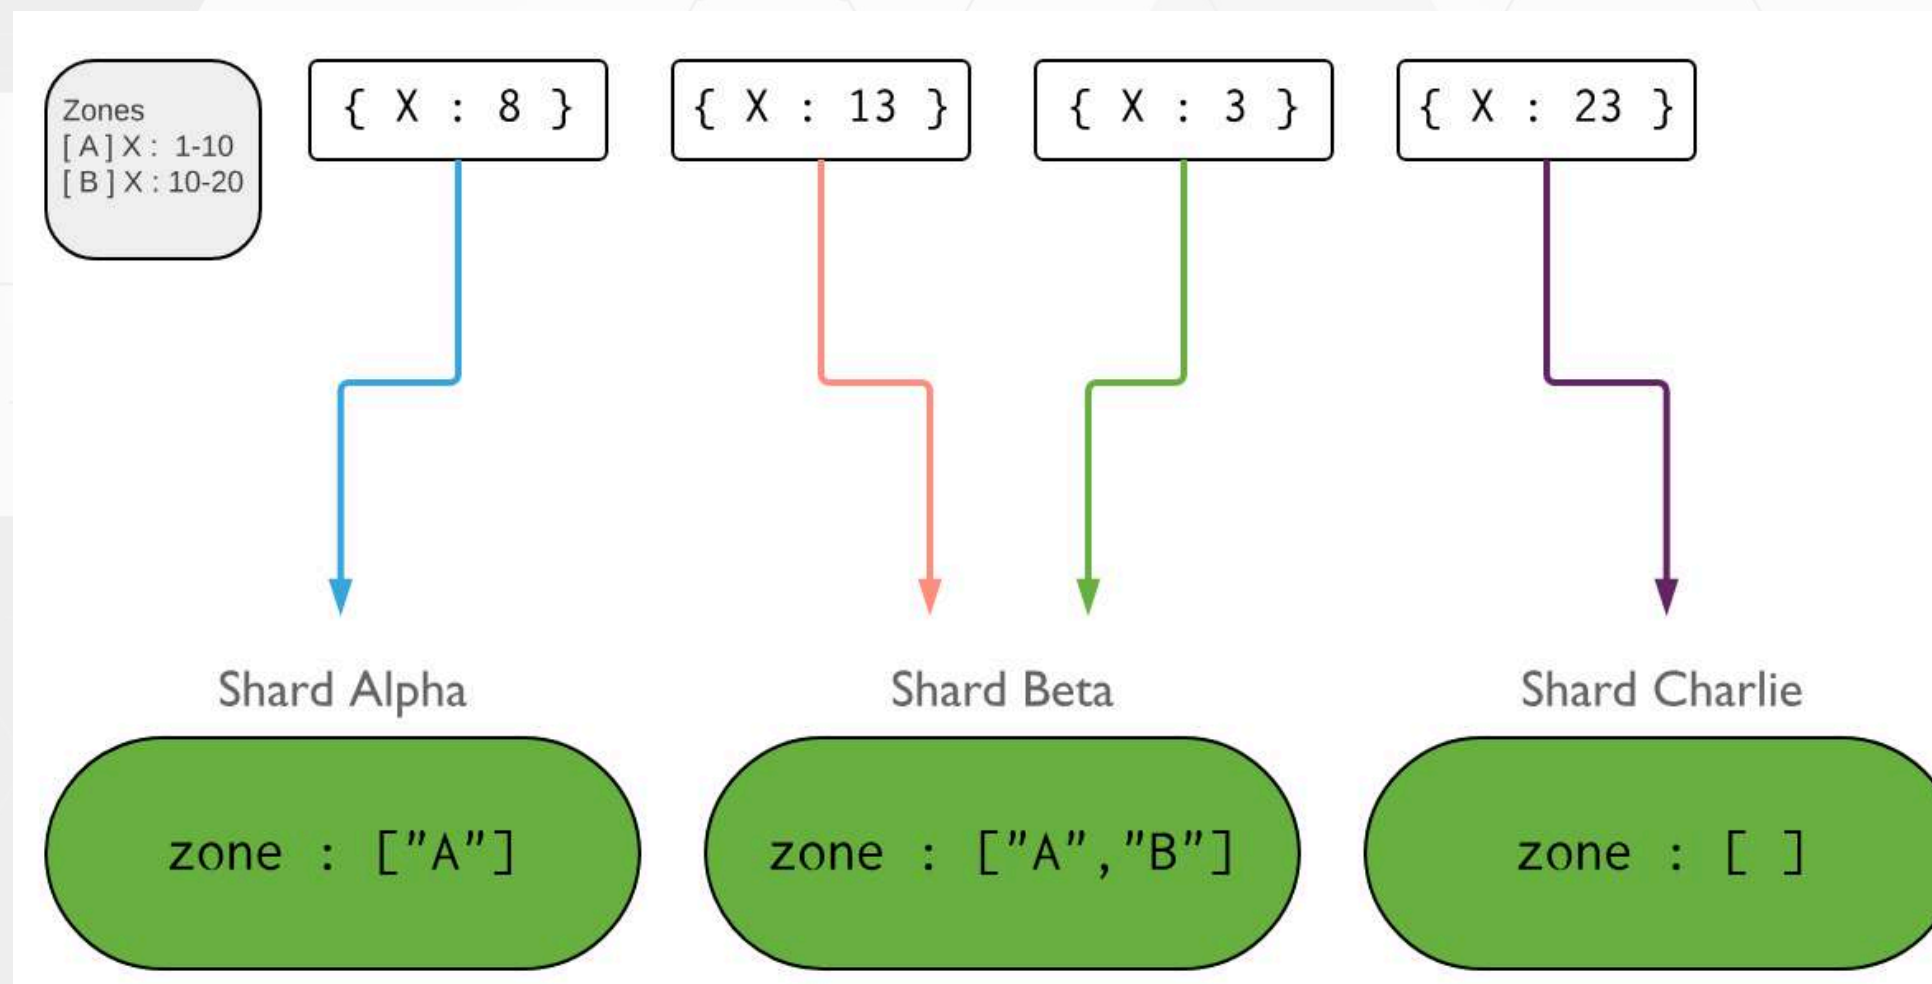 Zones
[ A ] X :  1-10
[ B ] X : 10-20
{ X : 8 }
{ X : 13 }
{ X : 3 }
{ X : 23 }
Shard Alpha
Shard Beta
Shard Charlie
zone : ["A"]
zone : ["A","B"]
zone : [ ]